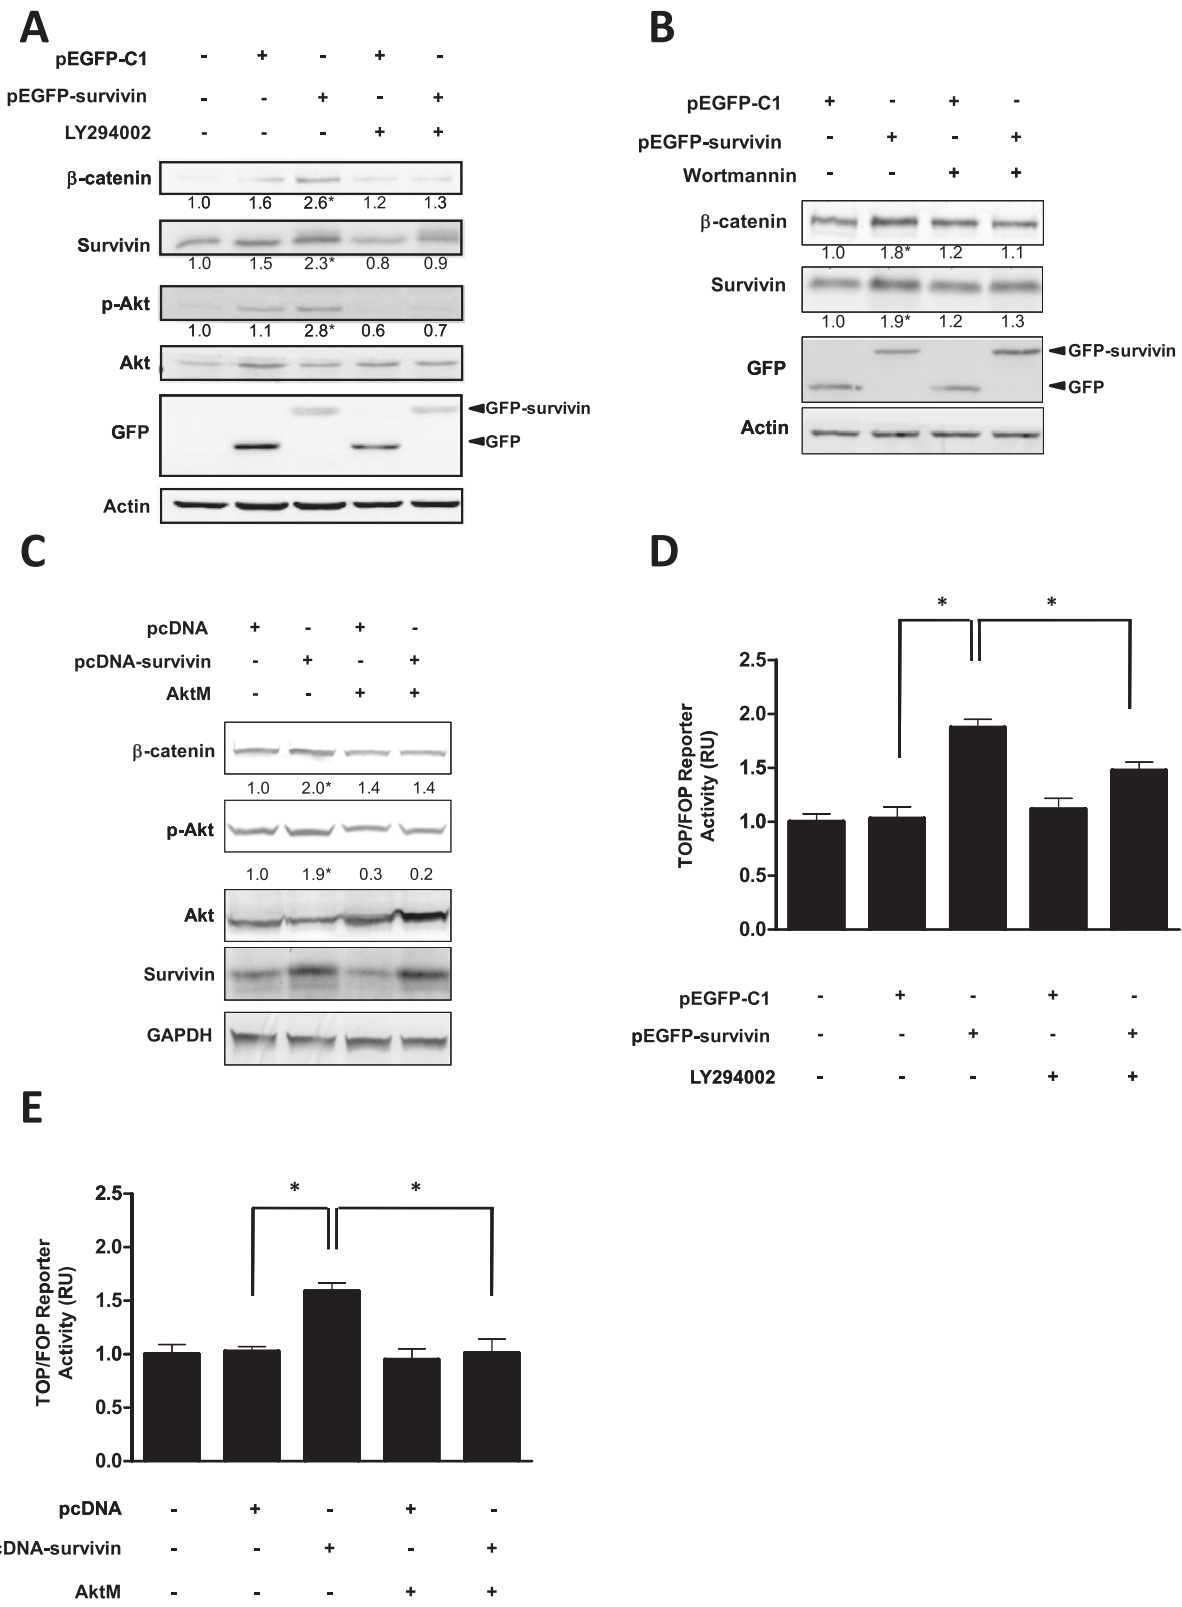 A
pEGFP-C1 - + - + -
pEGFP-survivin - - + - +
LY294002 - - - + +
β-catenin
1.0 1.6 2.6* 1.2 1.3
Survivin
1.0 1.5 2.3* 0.8 0.9
p-Akt
1.0 1.1 2.8* 0.6 0.7
Akt
GFP-survivin
GFP
GFP
Actin
B
pEGFP-C1 + - + -
pEGFP-survivin - + - +
Wortmannin - - + +
β-catenin
1.0 1.8* 1.2 1.1
Survivin
1.0 1.9* 1.2 1.3
GFP-survivin
GFP
GFP
Actin
C
pcDNA + - + -
pcDNA-survivin - + - +
AktM - - + +
β-catenin
1.0 2.0* 1.4 1.4
p-Akt
1.0 1.9* 0.3 0.2
Akt
Survivin
GAPDH
D
* *
TOP/FOP Reporter
Activity (RU)
2.5
2.0
1.5
1.0
0.5
0.0
pEGFP-C1 - + - + -
pEGFP-survivin - - + - +
LY294002 - - - + +
E
* *
TOP/FOP Reporter
Activity (RU)
2.5
2.0
1.5
1.0
0.5
0.0
pcDNA - + - + -
cDNA-survivin - - + - +
AktM - - - + +